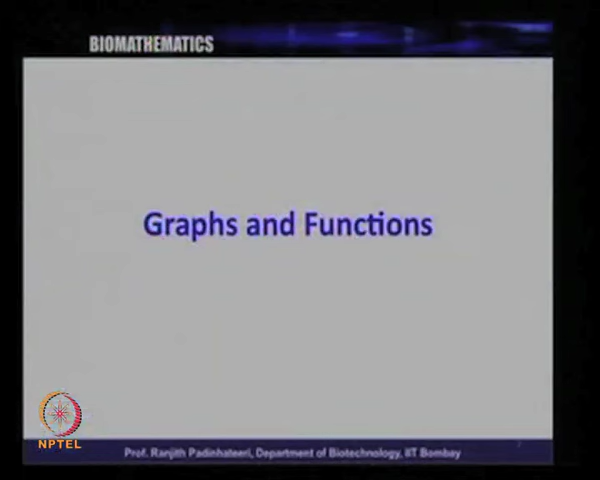 BIOMATHEMATICS
Graphs and Functions
NPTEL
Prof. Ranjith Padinhateeri, Department of Biotechnology, IIT Bombay